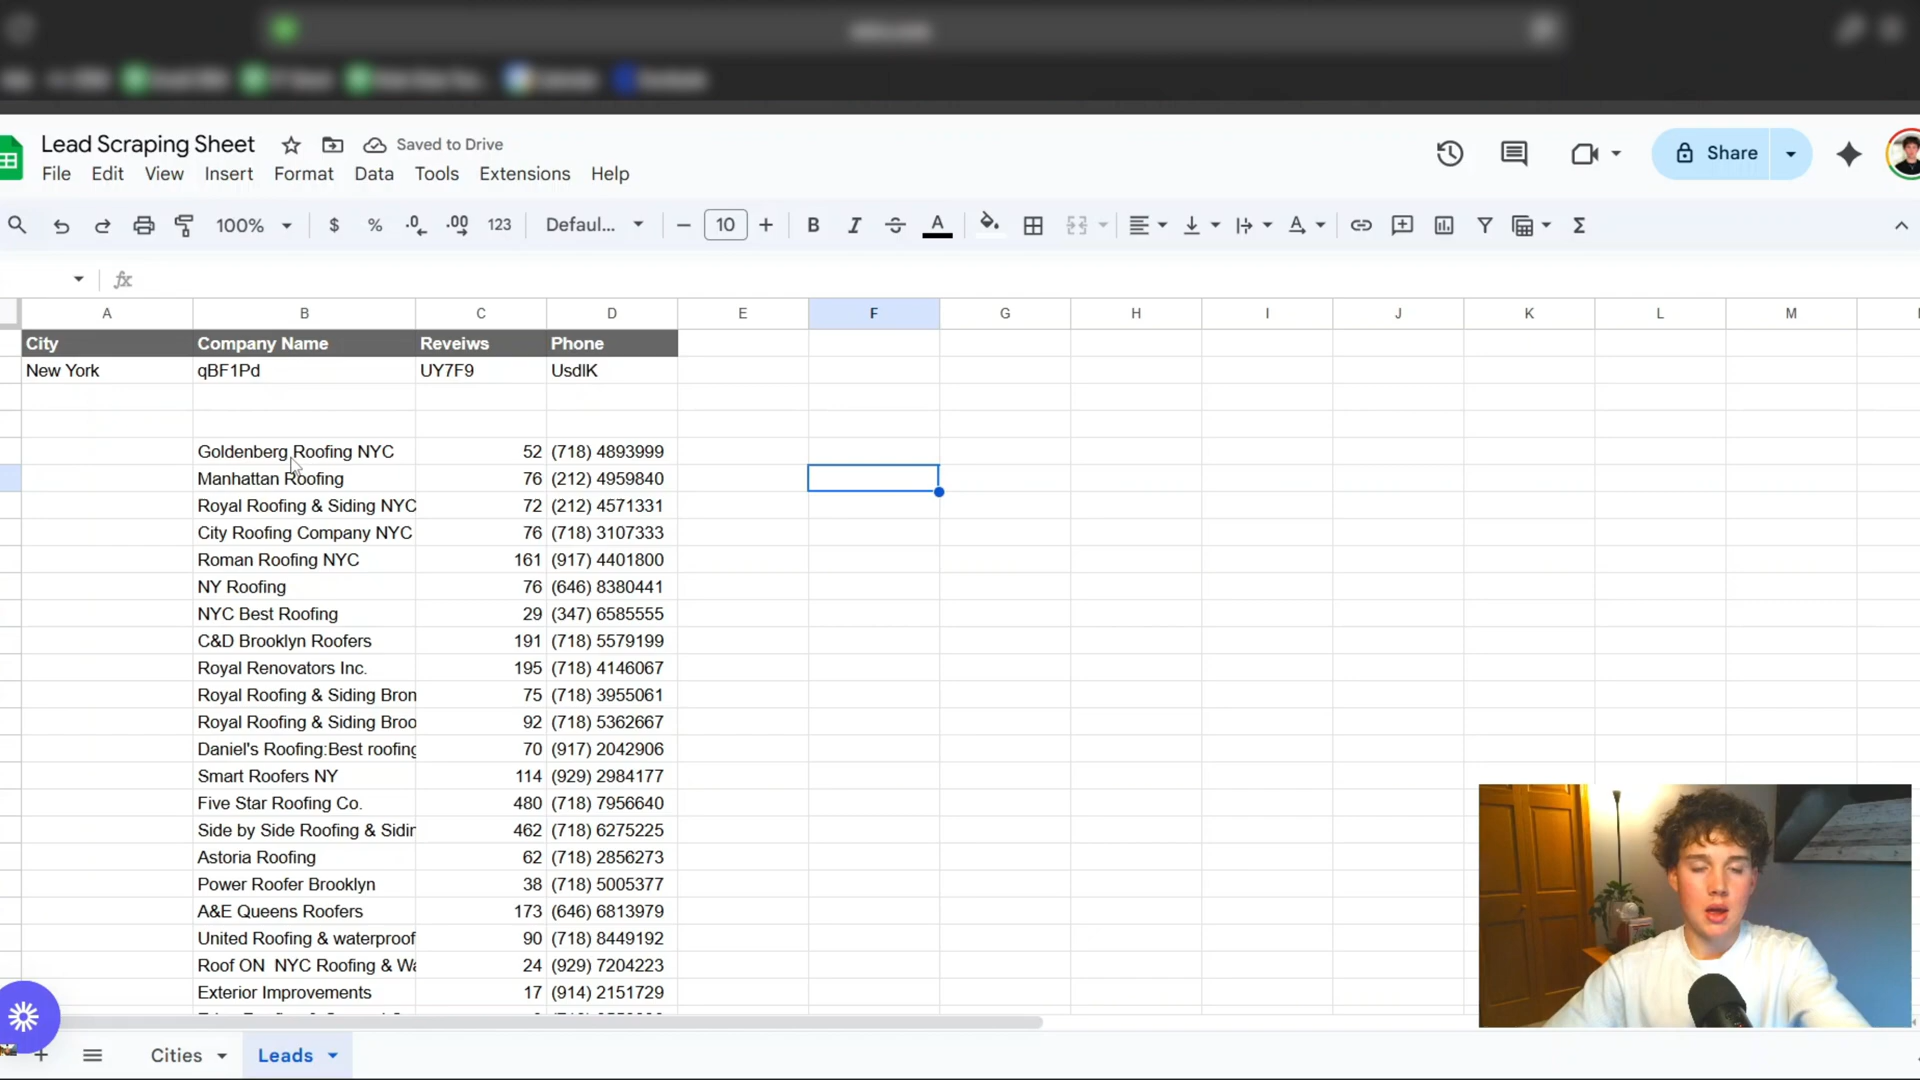 Lead Scraping Sheet Saved to Drive
Share
File Edit View Insert Format Data Tools Extensions Help
100% $ % .0 .00 123 Defaul... 10 B I A Σ
fx
A B C D E F G H I J K L M
City Company Name Reveiws Phone
New York qBF1Pd UY7F9 UsdlK
Goldenberg Roofing NYC 52 (718) 4893999
Manhattan Roofing 76 (212) 4959840
Royal Roofing & Siding NYC 72 (212) 4571331
City Roofing Company NYC 76 (718) 3107333
Roman Roofing NYC 161 (917) 4401800
NY Roofing 76 (646) 8380441
NYC Best Roofing 29 (347) 6585555
C&D Brooklyn Roofers 191 (718) 5579199
Royal Renovators Inc. 195 (718) 4146067
Royal Roofing & Siding Bron 75 (718) 3955061
Royal Roofing & Siding Broo 92 (718) 5362667
Daniel's Roofing:Best roofing 70 (917) 2042906
Smart Roofers NY 114 (929) 2984177
Five Star Roofing Co. 480 (718) 7956640
Side by Side Roofing & Sidin 462 (718) 6275225
Astoria Roofing 62 (718) 2856273
Power Roofer Brooklyn 38 (718) 5005377
A&E Queens Roofers 173 (646) 6813979
United Roofing & waterproof 90 (718) 8449192
Roof ON NYC Roofing & Wa 24 (929) 7204223
Exterior Improvements 17 (914) 2151729
Cities Leads